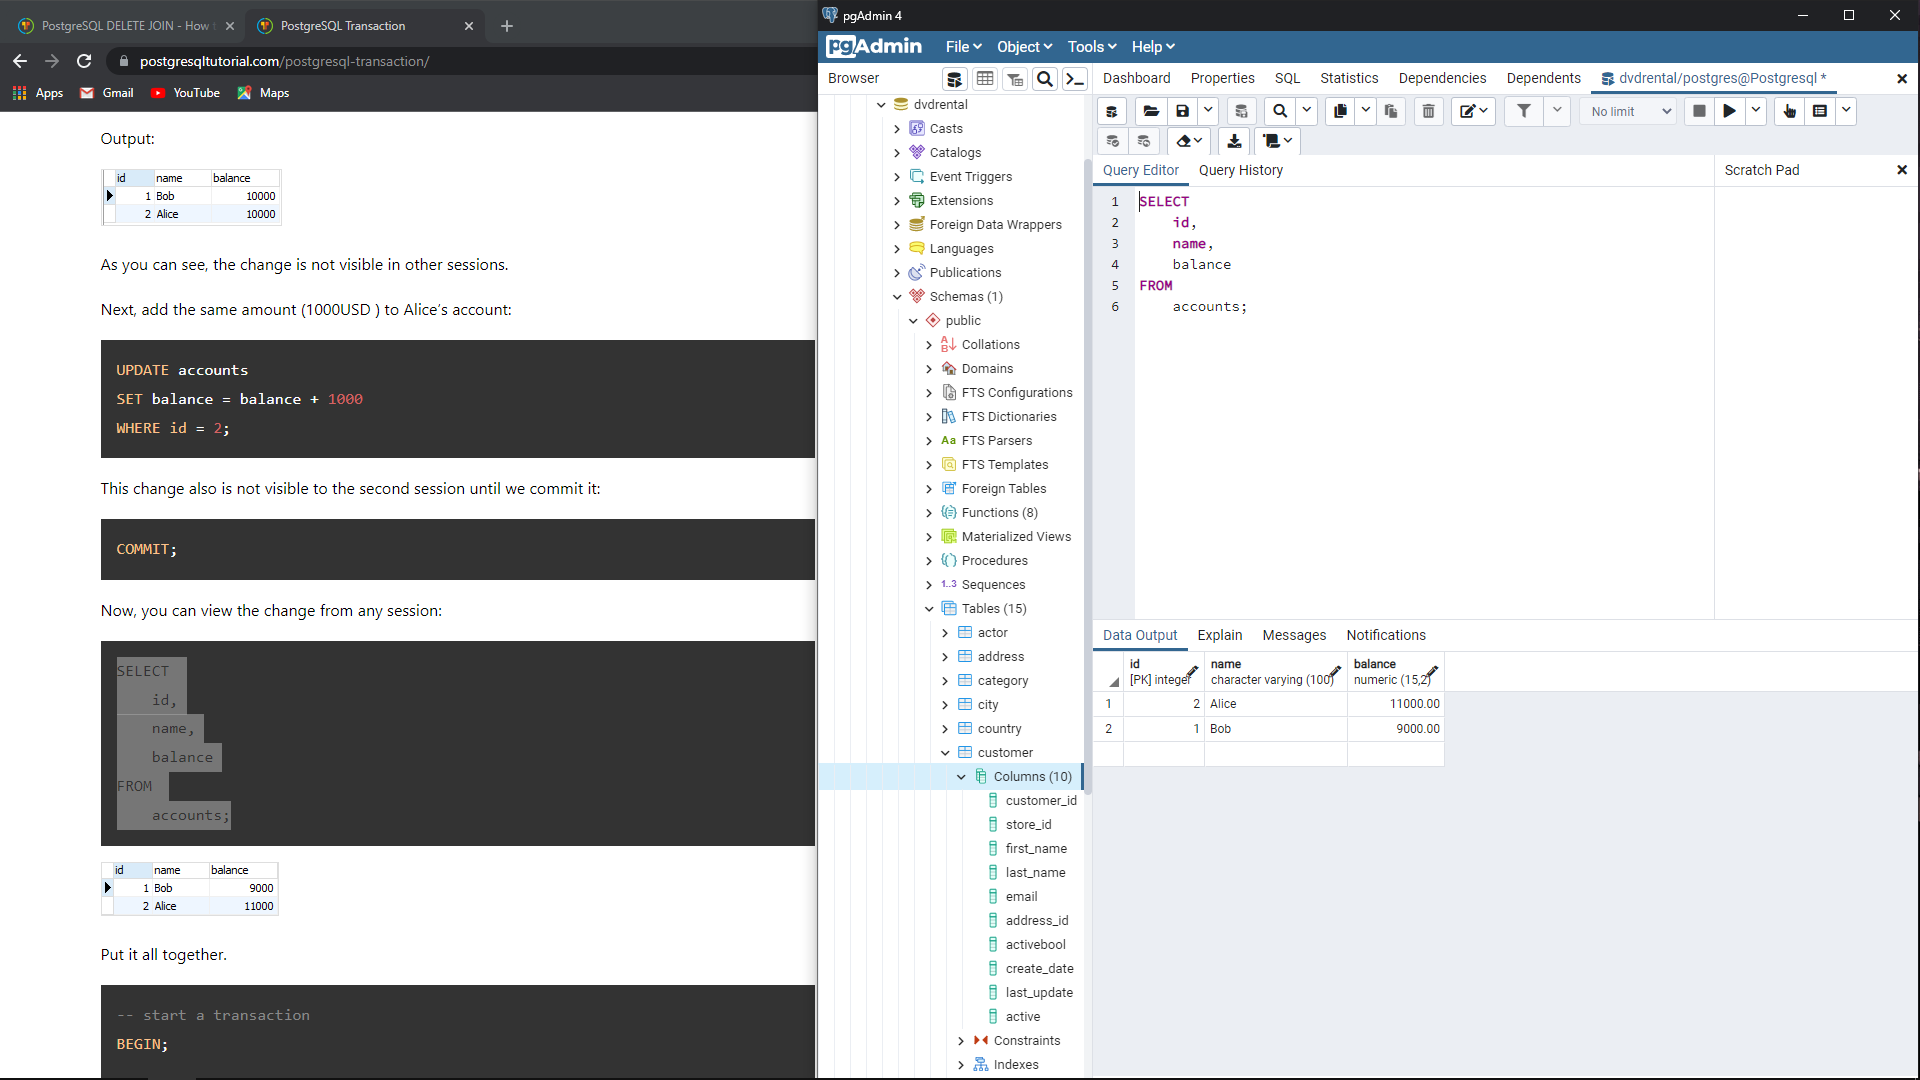 PostgreSQL DELETE JOIN - How
PostgreSQL Transaction
postgresqltutorial.com/postgresql-transaction/
Apps
Gmail
YouTube
Maps
Output:
id name balance
1 Bob 10000
2 Alice 10000
As you can see, the change is not visible in other sessions.
Next, add the same amount (1000USD ) to Alice's account:
UPDATE accounts
SET balance = balance + 1000
WHERE id = 2;
This change also is not visible to the second session until we commit it:
COMMIT;
Now, you can view the change from any session:
SELECT
id,
name,
balance
FROM
accounts;
id name balance
1 Bob 9000
2 Alice 11000
Put it all together.
-- start a transaction
BEGIN;
pgAdmin 4
pgAdmin
File Object Tools Help
Browser
dvdrental
Casts
Catalogs
Event Triggers
Extensions
Foreign Data Wrappers
Languages
Publications
Schemas (1)
public
Collations
Domains
FTS Configurations
FTS Dictionaries
Aa FTS Parsers
FTS Templates
Foreign Tables
Functions (8)
Materialized Views
Procedures
1..3 Sequences
Tables (15)
actor
address
category
city
country
customer
Columns (10)
customer_id
store_id
first_name
last_name
email
address_id
activebool
create_date
last_update
active
Constraints
Indexes
Dashboard Properties SQL Statistics Dependencies Dependents dvdrental/postgres@Postgresql *
No limit
Query Editor Query History
Scratch Pad
1 SELECT
2 id,
3 name,
4 balance
5 FROM
6 accounts;
Data Output Explain Messages Notifications
id name balance
[PK] integer character varying (100) numeric (15,2)
1 2 Alice 11000.00
2 1 Bob 9000.00